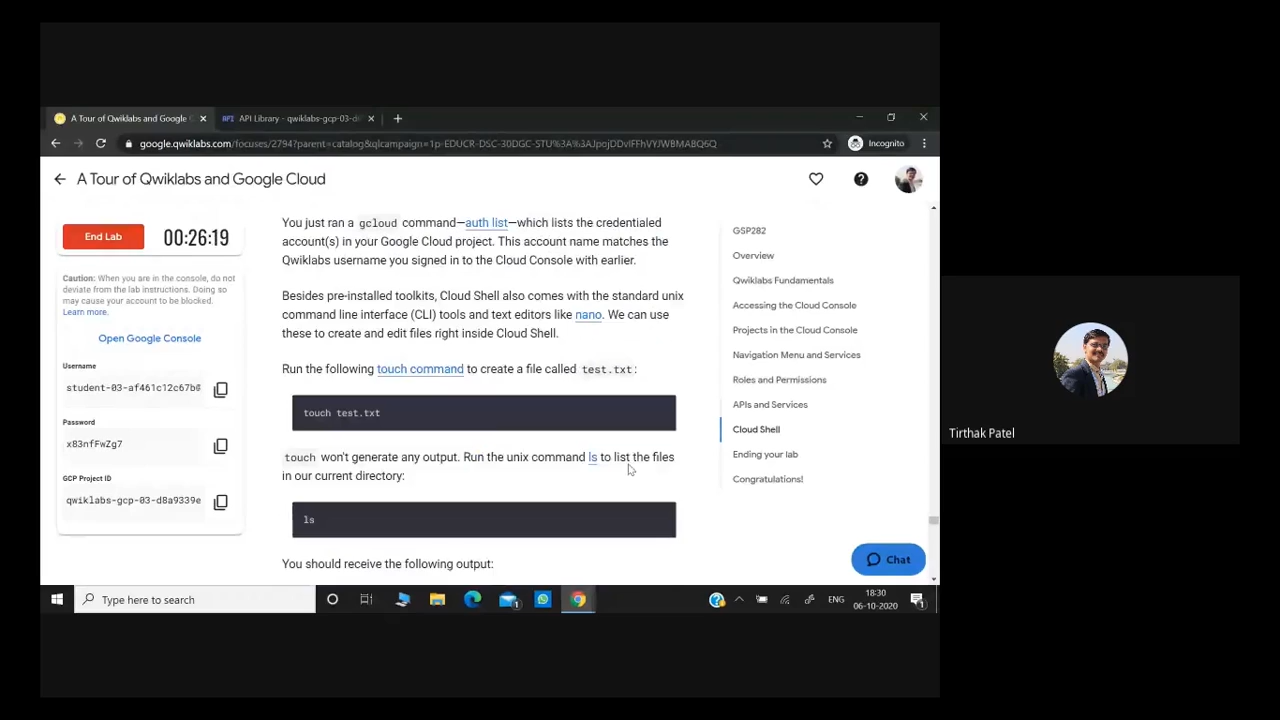 A Tour of Qwiklabs and Google
API API Library - qwiklabs-gcp-03-d
google.qwiklabs.com/focuses/2794?parent=catalog&qlcampaign=1p-EDUCR-DSC-30DGC-STU%3A%3AJpojDDvIFFhVYJWBMABQ6Q
Incognito
A Tour of Qwiklabs and Google Cloud
End Lab
00:26:19
Caution: When you are in the console, do not
deviate from the lab instructions. Doing so
may cause your account to be blocked.
Learn more.
Open Google Console
Username
student-03-af461c12c67b@
Password
x83nfFwZg7
GCP Project ID
qwiklabs-gcp-03-d8a9339e
You just ran a gcloud command—auth list—which lists the credentialed
account(s) in your Google Cloud project. This account name matches the
Qwiklabs username you signed in to the Cloud Console with earlier.
Besides pre-installed toolkits, Cloud Shell also comes with the standard unix
command line interface (CLI) tools and text editors like nano. We can use
these to create and edit files right inside Cloud Shell.
Run the following touch command to create a file called test.txt:
touch test.txt
touch won't generate any output. Run the unix command ls to list the files
in our current directory:
ls
You should receive the following output:
GSP282
Overview
Qwiklabs Fundamentals
Accessing the Cloud Console
Projects in the Cloud Console
Navigation Menu and Services
Roles and Permissions
APIs and Services
Cloud Shell
Ending your lab
Congratulations!
Chat
Type here to search
1
ENG
18:30
06-10-2020
1
Tirthak Patel